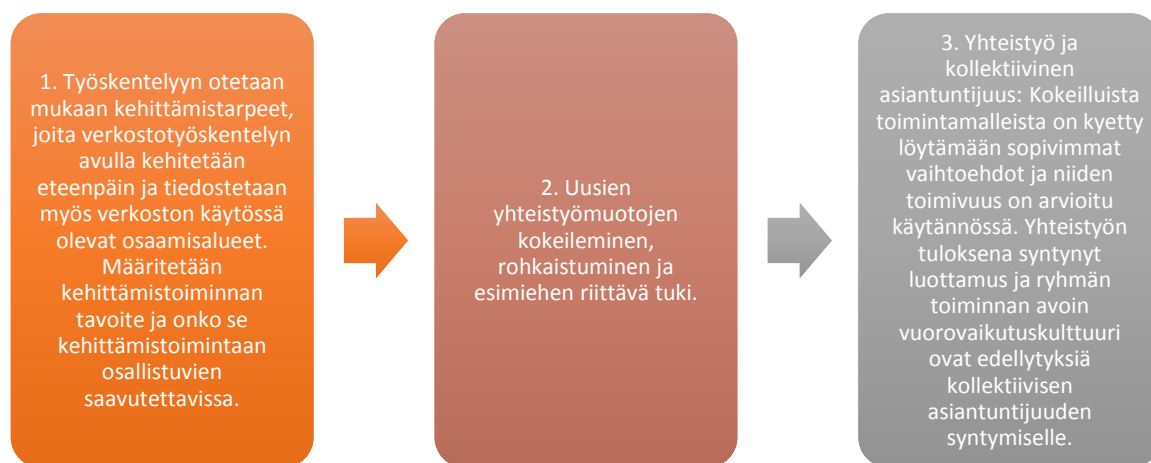 1. Työskentelyyn otetaan
mukaan kehittämistarpeet,
joita verkostotyöskentelyn
avulla kehitetään
eteenpäin ja tiedostetaan
myös verkoston käytössä
olevat osaamisalueet.
Määritetään
kehittämistoiminnan
tavoite ja onko se
kehittämistoimintaan
osallistuvien
saavutettavissa.
2. Uusien
yhteistyömuotojen
kokeileminen,
rohkaistuminen ja
esimiehen riittävä tuki.
3. Yhteistyö ja
kollektiivinen
asiantuntijuus: Kokeilluista
toimintamalleista on kyetty
löytämään sopivimmat
vaihtoehdot ja niiden
toimivuus on arvioitu
käytännössä. Yhteistyön
tuloksena syntynyt
luottamus ja ryhmän
toiminnan avoin
vuorovaikutuskulttuuri
ovat edellytyksiä
kollektiivisen
asiantuntijuuden
syntymiselle.